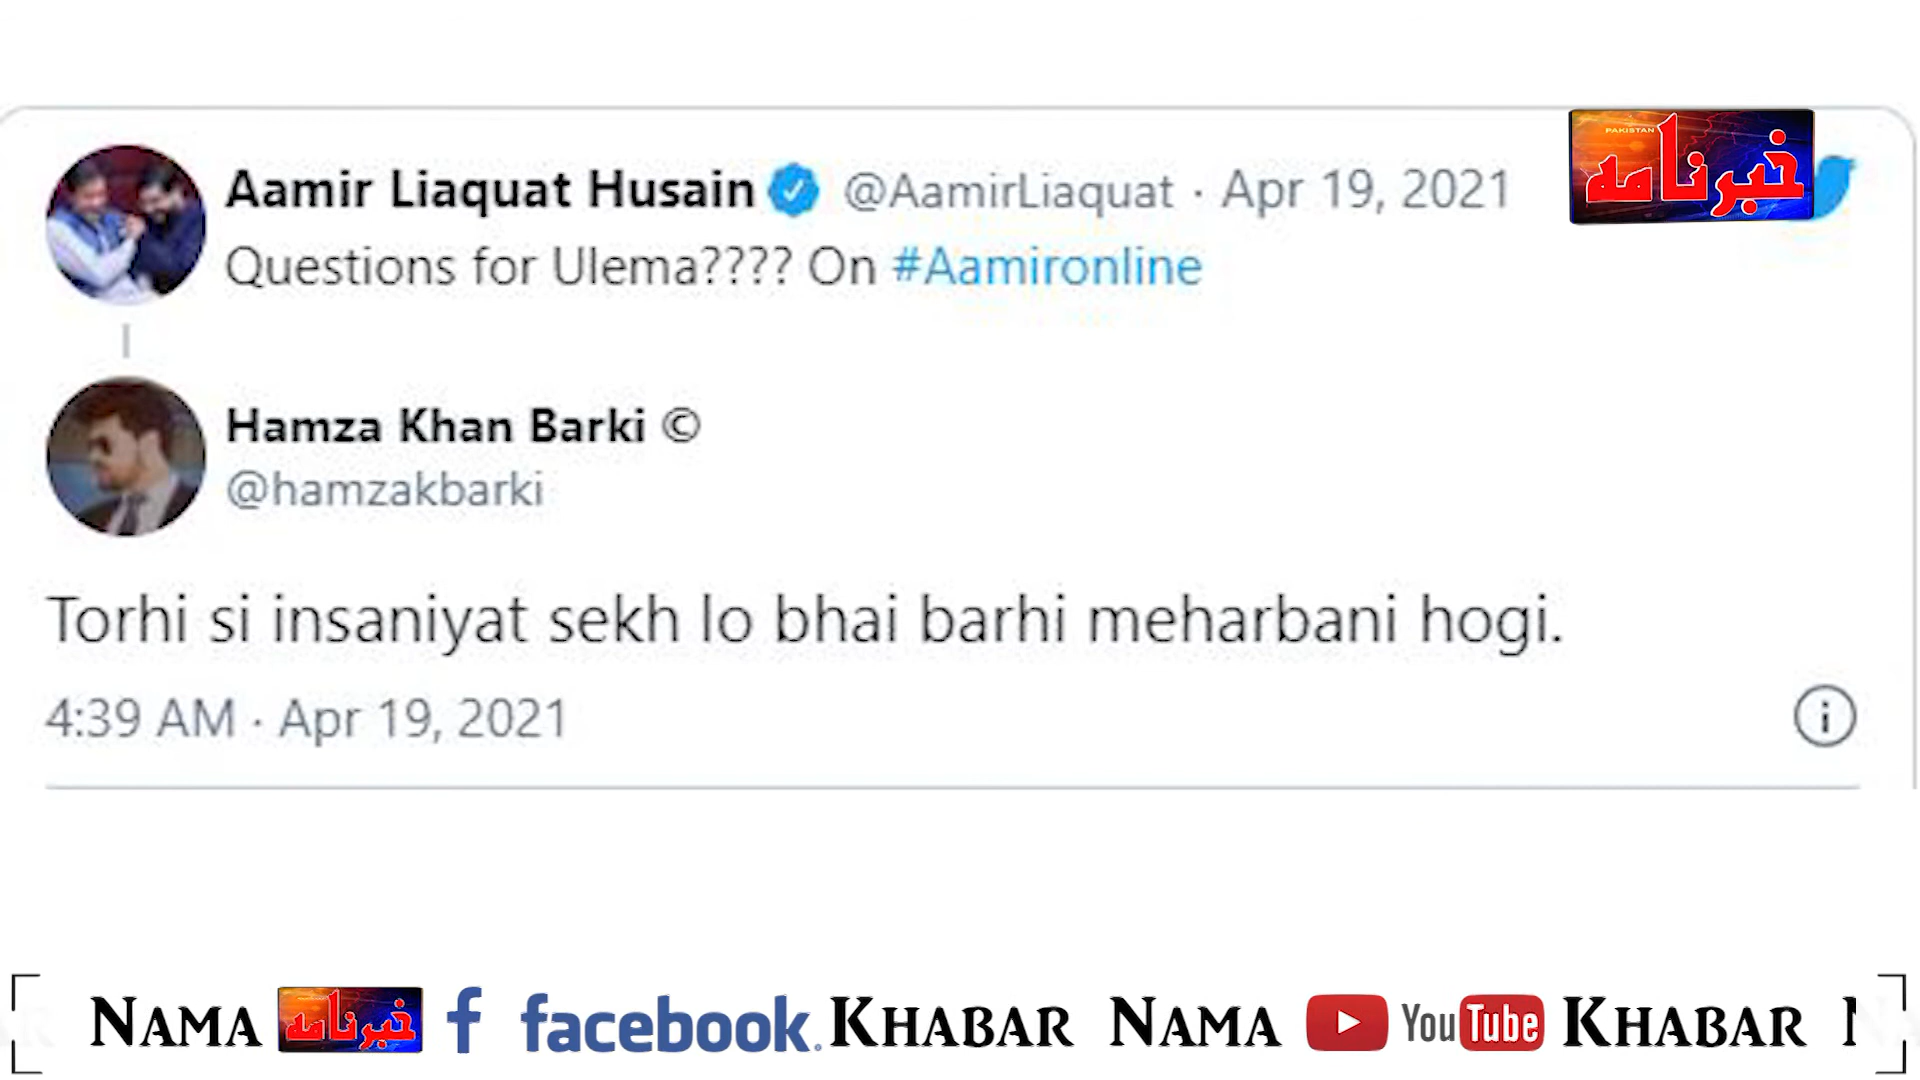 Aamir Liaquat Husain @AamirLiaquat · Apr 19, 2021
PAKISTAN
خبرنامہ
Questions for Ulema???? On #Aamironline
Hamza Khan Barki ©
@hamzakbarki
Torhi si insaniyat sekh lo bhai barhi meharbani hogi.
4:39 AM · Apr 19, 2021
NAMA خبرنامہ f facebook. KHABAR NAMA YouTube KHABAR N